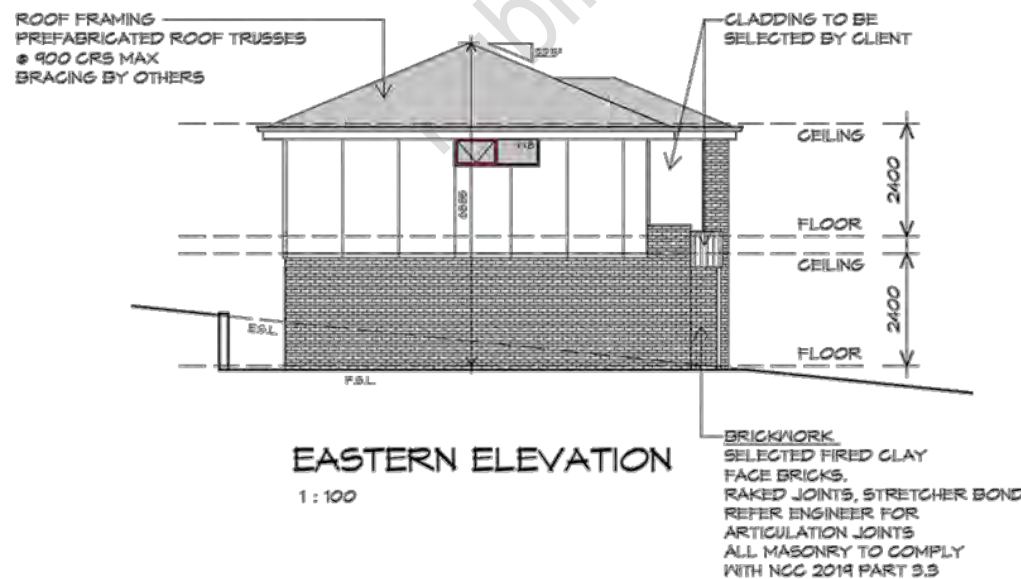 ROOF FRAMING
PREFABRICATED ROOF TRUSSES
@ 900 CRS MAX
BRACING BY OTHERS
CLADDING TO BE
SELECTED BY CLIENT
CEILING
2400
FLOOR
CEILING
2400
FLOOR
E.S.L.
F.S.L.
EASTERN ELEVATION
1 : 100
BRICKWORK
SELECTED FIRED CLAY
FACE BRICKS.
RAKED JOINTS, STRETCHER BOND
REFER ENGINEER FOR
ARTICULATION JOINTS
ALL MASONRY TO COMPLY
WITH NCC 2019 PART 3.3